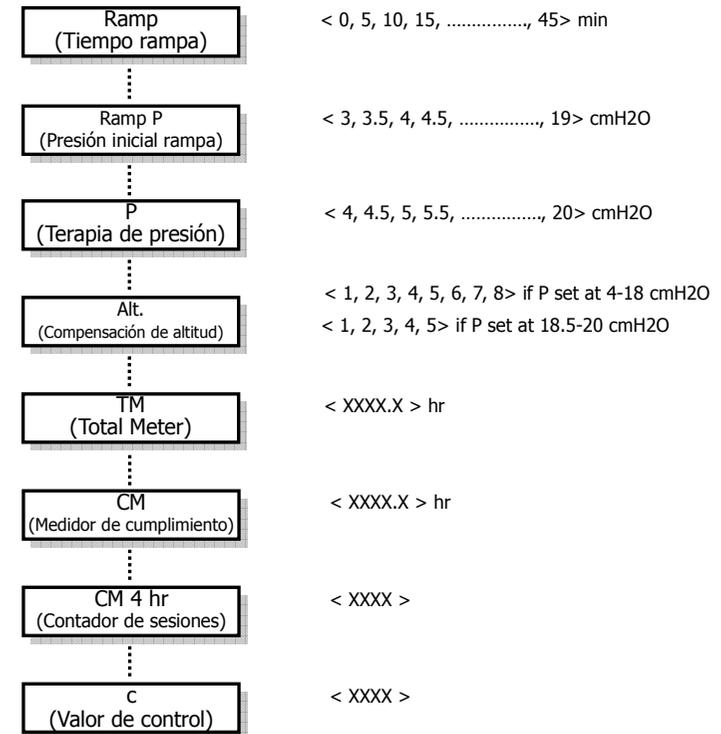 Ramp
(Tiempo rampa)
< 0, 5, 10, 15, ................, 45> min
Ramp P
(Presión inicial rampa)
< 3, 3.5, 4, 4.5, ................, 19> cmH2O
P
(Terapia de presión)
< 4, 4.5, 5, 5.5, ................, 20> cmH2O
Alt.
(Compensación de altitud)
< 1, 2, 3, 4, 5, 6, 7, 8> if P set at 4-18 cmH2O
< 1, 2, 3, 4, 5> if P set at 18.5-20 cmH2O
TM
(Total Meter)
< XXXX.X > hr
CM
(Medidor de cumplimiento)
< XXXX.X > hr
CM 4 hr
(Contador de sesiones)
< XXXX >
c
(Valor de control)
< XXXX >